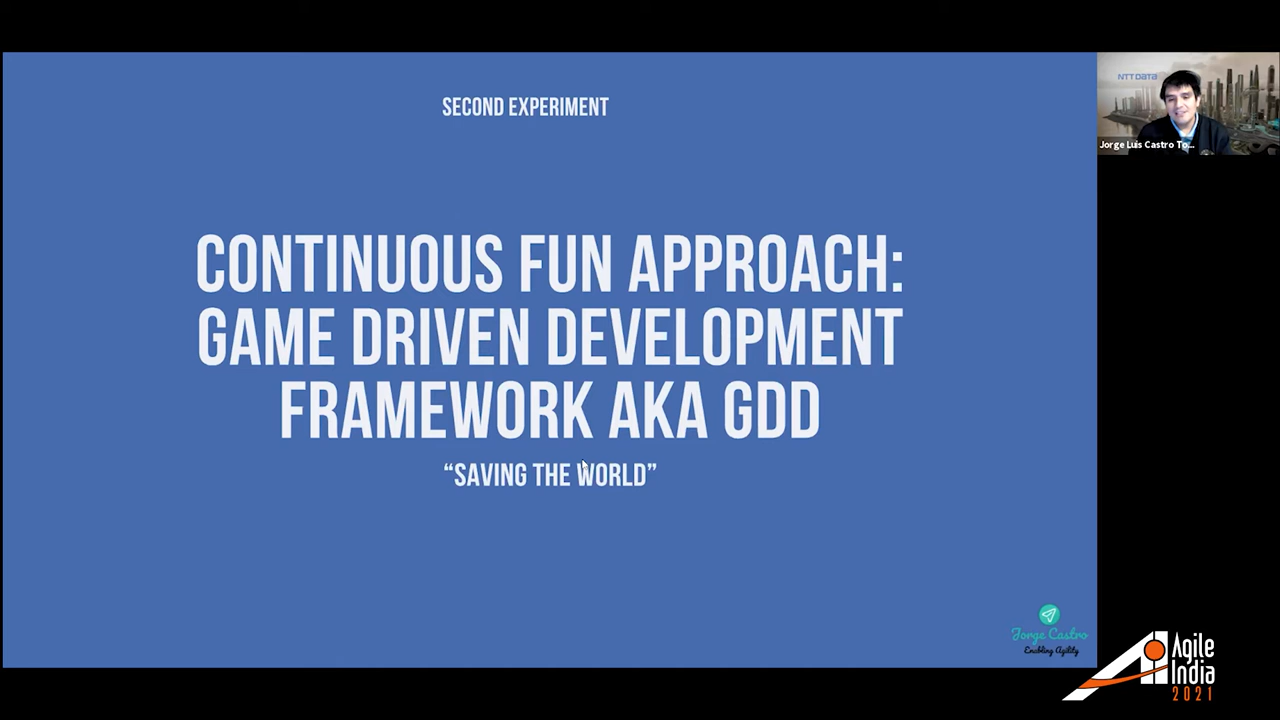 SECOND EXPERIMENT
CONTINUOUS FUN APPROACH:
GAME DRIVEN DEVELOPMENT
FRAMEWORK AKA GDD
“SAVING THE WORLD”
NTT DATA
Jorge Luis Castro To...
Jorge Castro
Enabling Agility
Agile
India
2021